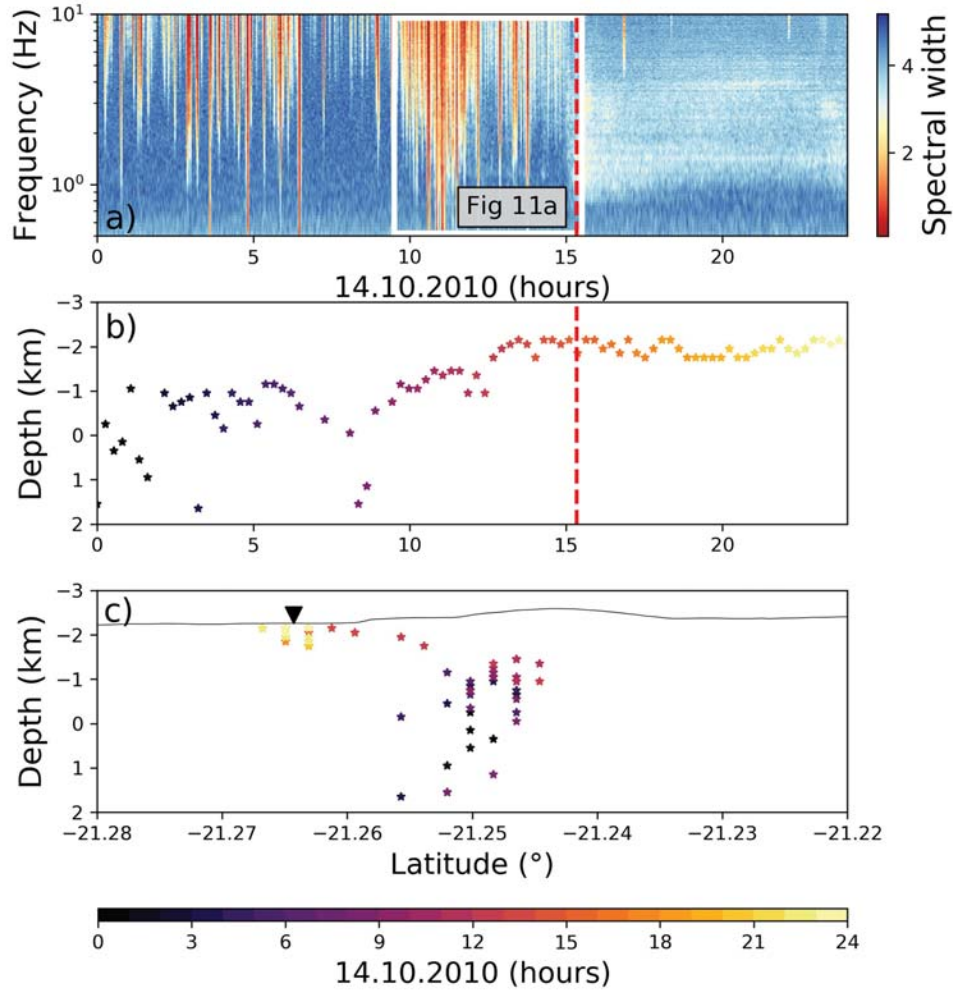 10¹
10⁰
Frequency (Hz)
a)
Fig 11a
4
2
Spectral width
0 5 10 15 20
14.10.2010 (hours)
−3
−2
−1
0
1
2
Depth (km)
b)
0 5 10 15 20
−3
−2
−1
0
1
2
Depth (km)
c)
−21.28 −21.27 −21.26 −21.25 −21.24 −21.23 −21.22
Latitude (°)
0 3 6 9 12 15 18 21 24
14.10.2010 (hours)